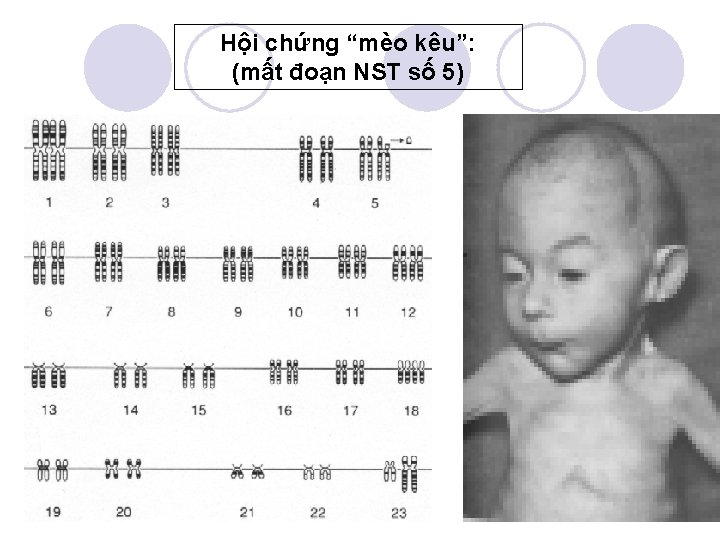 Hội chứng “mèo kêu”:
(mất đoạn NST số 5)
1 2 3 4 5
6 7 8 9 10 11 12
13 14 15 16 17 18
19 20 21 22 23